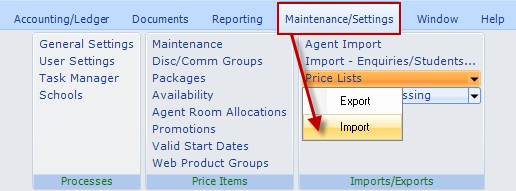 Accounting/Ledger Documents Reporting Maintenance/Settings Window Help
General Settings
User Settings
Task Manager
Schools
Processes
Maintenance
Disc/Comm Groups
Packages
Availability
Agent Room Allocations
Promotions
Valid Start Dates
Web Product Groups
Price Items
Agent Import
Import - Enquiries/Students...
Price Lists
Export
Import
Imports/Exports